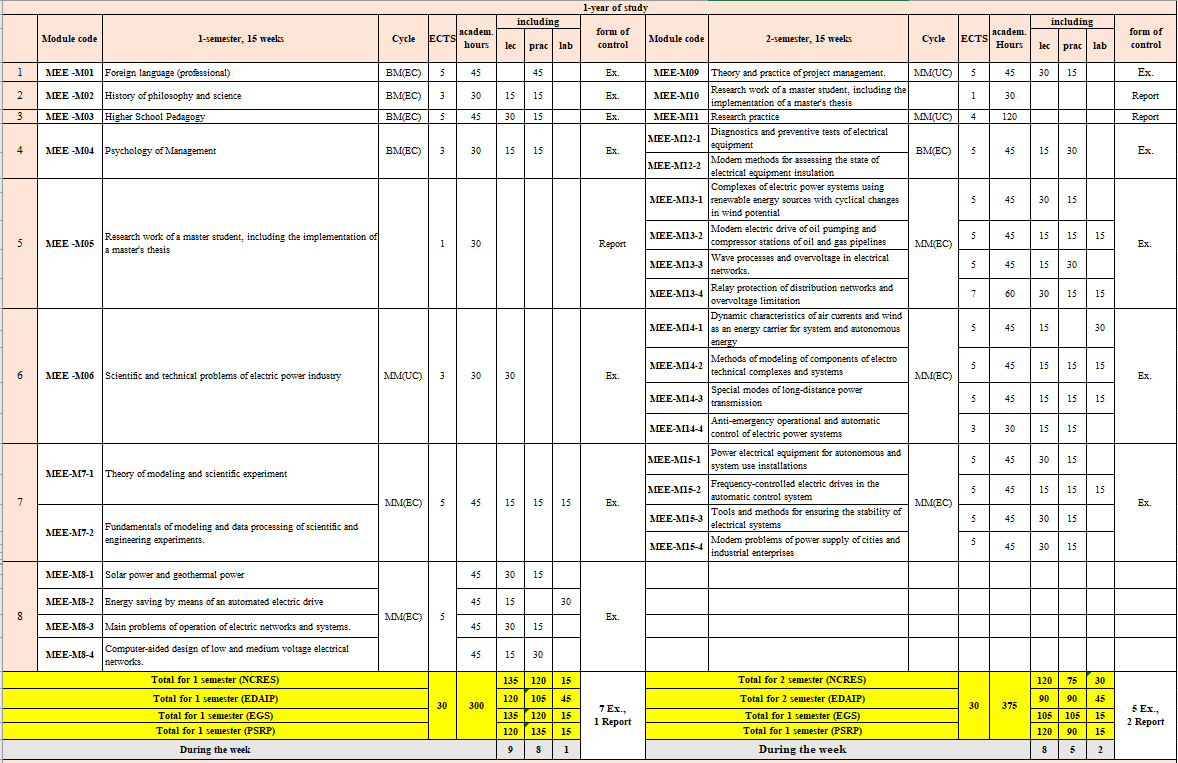 1-year of study
Module code 1-semester, 15 weeks Cycle ECTS academ. hours including form of control Module code 2-semester, 15 weeks Cycle ECTS academ. Hours including form of control
lec prac lab lec prac lab
1 MEE -M01 Foreign language (professional) BM(EC) 5 45 45 Ex. MEE-M09 Theory and practice of project management. MM(UC) 5 45 30 15 Ex.
2 MEE -M02 History of philosophy and science BM(EC) 3 30 15 15 Ex. MEE-M10 Research work of a master student, including the
implementation of a master's thesis 1 30 Report
3 MEE -M03 Higher School Pedagogy BM(EC) 5 45 30 15 Ex. MEE-M11 Research practice MM(UC) 4 120 Report
4 MEE -M04 Psychology of Management BM(EC) 3 30 15 15 Ex. MEE-M12-1 Diagnostics and preventive tests of electrical
equipment BM(EC) 5 45 15 30 Ex.
MEE-M12-2 Modern methods for assessing the state of
electrical equipment insulation
5 MEE -M05 Research work of a master student, including the implementation of
a master's thesis 1 30 Report
MEE-M13-1 Complexes of electric power systems using
renewable energy sources with cyclical changes
in wind potential MM(EC) 5 45 30 15 Ex.
MEE-M13-2 Modern electric drive of oil pumping and
compressor stations of oil and gas pipelines 5 45 15 15 15
MEE-M13-3 Wave processes and overvoltage in electrical
networks. 5 45 15 30
MEE-M13-4 Relay protection of distribution networks and
overvoltage limitation 7 60 30 15 15
6 MEE -M06 Scientific and technical problems of electric power industry MM(UC) 3 30 30 Ex.
MEE-M14-1 Dynamic characteristics of air currents and wind
as an energy carrier for system and autonomous
energy MM(EC) 5 45 15 30 Ex.
MEE-M14-2 Methods of modeling of components of electro
technical complexes and systems 5 45 15 15 15
MEE-M14-3 Special modes of long-distance power
transmission 5 45 15 15 15
MEE-M14-4 Anti-emergency operational and automatic
control of electric power systems 3 30 15 15
7 MEE-M7-1 Theory of modeling and scientific experiment MM(EC) 5 45 15 15 15 Ex.
MEE-M7-2 Fundamentals of modeling and data processing of scientific and
engineering experiments.
MEE-M15-1 Power electrical equipment for autonomous and
system use installations MM(EC) 5 45 30 15 Ex.
MEE-M15-2 Frequency-controlled electric drives in the
automatic control system 5 45 15 15 15
MEE-M15-3 Tools and methods for ensuring the stability of
electrical systems 5 45 30 15
MEE-M15-4 Modern problems of power supply of cities and
industrial enterprises 5 45 30 15
8 MEE-M8-1 Solar power and geothermal power MM(EC) 5 45 30 15 Ex.
MEE-M8-2 Energy saving by means of an automated electric drive 45 15 30
MEE-M8-3 Main problems of operation of electric networks and systems. 45 30 15
MEE-M8-4 Computer-aided design of low and medium voltage electrical
networks. 45 15 30
Total for 1 semester (NCRES) 30 300 135 120 15 7 Ex., 1 Report Total for 2 semester (NCRES) 30 375 120 75 30 5 Ex., 2 Report
Total for 1 semester (EDAIP) 120 105 45 Total for 2 semester (EDAIP) 90 90 45
Total for 1 semester (EGS) 135 120 15 Total for 1 semester (EGS) 105 105 15
Total for 1 semester (PSRP) 120 135 15 Total for 1 semester (PSRP) 120 90 15
During the week 9 8 1 During the week 8 5 2